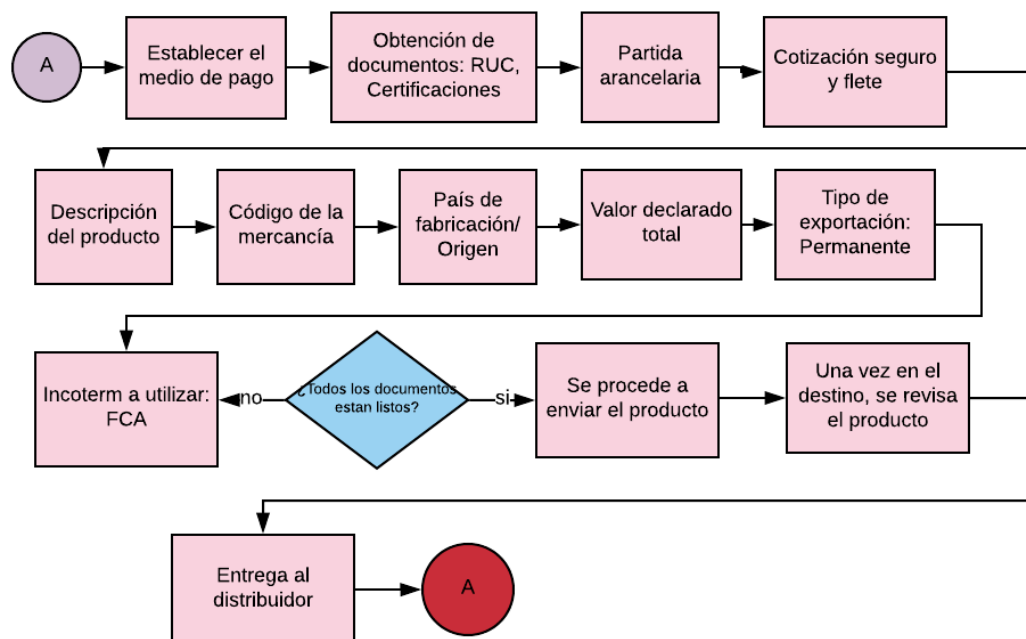 A
Establecer el
medio de pago
Obtención de
documentos: RUC,
Certificaciones
Partida
arancelaria
Cotización seguro
y flete
Descripción
del producto
Código de la
mercancía
País de
fabricación/
Origen
Valor declarado
total
Tipo de
exportación:
Permanente
Incoterm a utilizar:
FCA
no
¿Todos los documentos
estan listos?
si
Se procede a
enviar el producto
Una vez en el
destino, se revisa
el producto
Entrega al
distribuidor
A